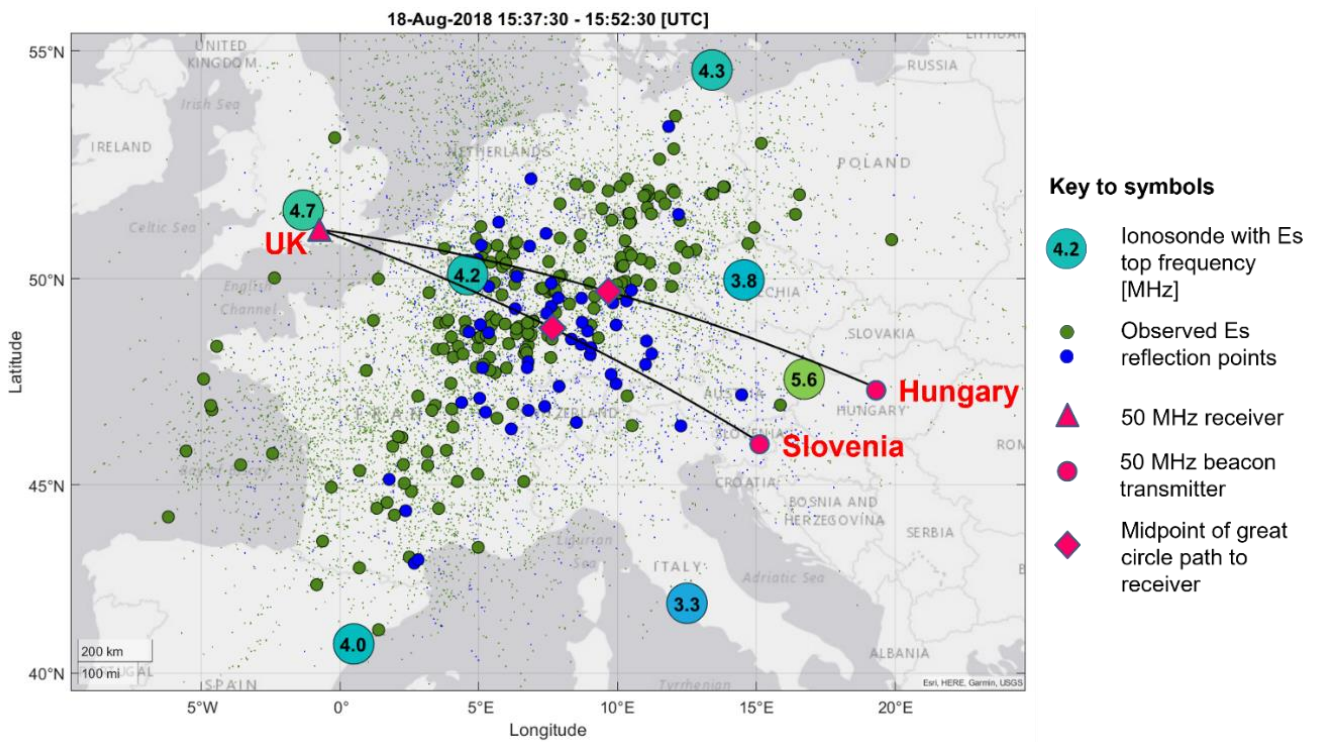 18-Aug-2018 15:37:30 - 15:52:30 [UTC]
55°N
50°N
45°N
40°N
Latitude
UNITED
KINGDOM
Irish Sea
IRELAND
Celtic Sea
English
Channel
NETHERLANDS
RUSSIA
POLAND
SLOVAKIA
HUNGARY
CROATIA
BOSNIA AND
HERZEGOVINA
SERBIA
ITALY
Adriatic Sea
Ligurian
Sea
ALBANIA
Tyrrhenian
SPAIN
4.3
4.7
UK
4.2
3.8
5.6
Hungary
Slovenia
3.3
4.0
200 km
100 mi
Esri, HERE, Garmin, USGS
5°W
0°
5°E
10°E
15°E
20°E
Longitude
Key to symbols
4.2
Ionosonde with Es
top frequency
[MHz]
Observed Es
reflection points
50 MHz receiver
50 MHz beacon
transmitter
Midpoint of great
circle path to
receiver